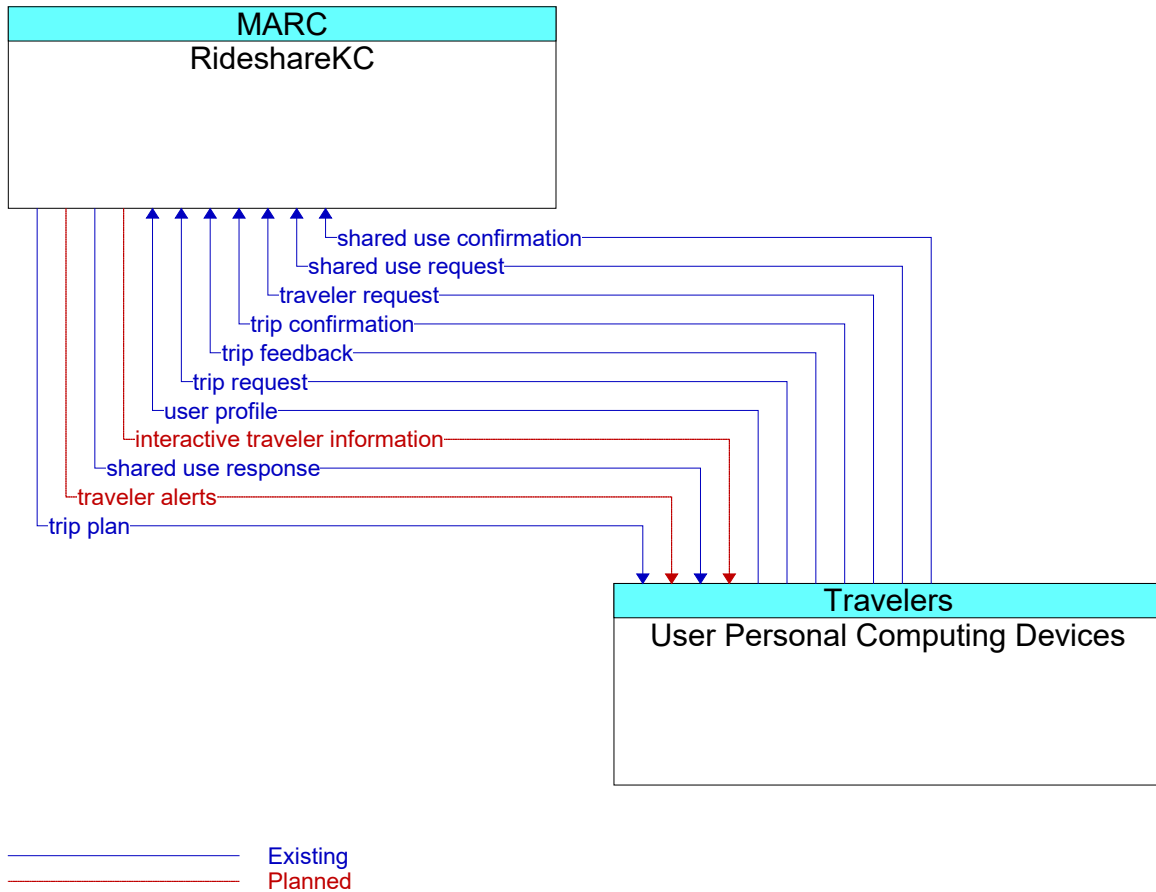 MARC
RideshareKC
shared use confirmation
shared use request
traveler request
trip confirmation
trip feedback
trip request
user profile
interactive traveler information
shared use response
traveler alerts
trip plan
Travelers
User Personal Computing Devices
Existing
Planned